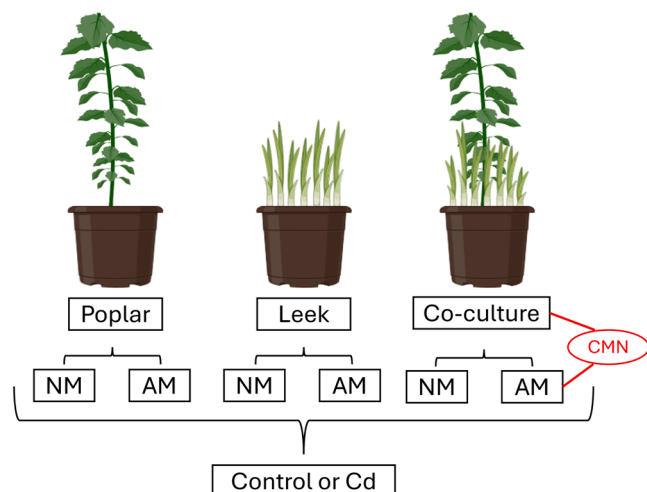 Poplar
Leek
Co-culture
CMN
NM
AM
NM
AM
NM
AM
Control or Cd